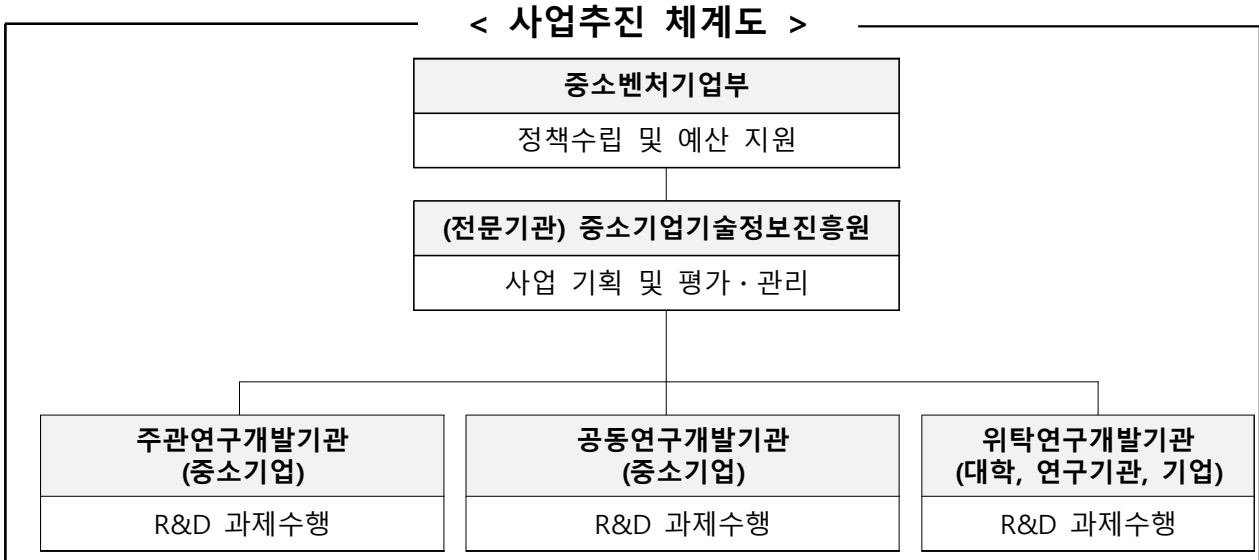 < 사업추진 체계도 >
중소벤처기업부
정책수립 및 예산 지원
(전문기관) 중소기업기술정보진흥원
사업 기획 및 평가·관리
주관연구개발기관
(중소기업)
R&D 과제수행
공동연구개발기관
(중소기업)
R&D 과제수행
위탁연구개발기관
(대학, 연구기관, 기업)
R&D 과제수행